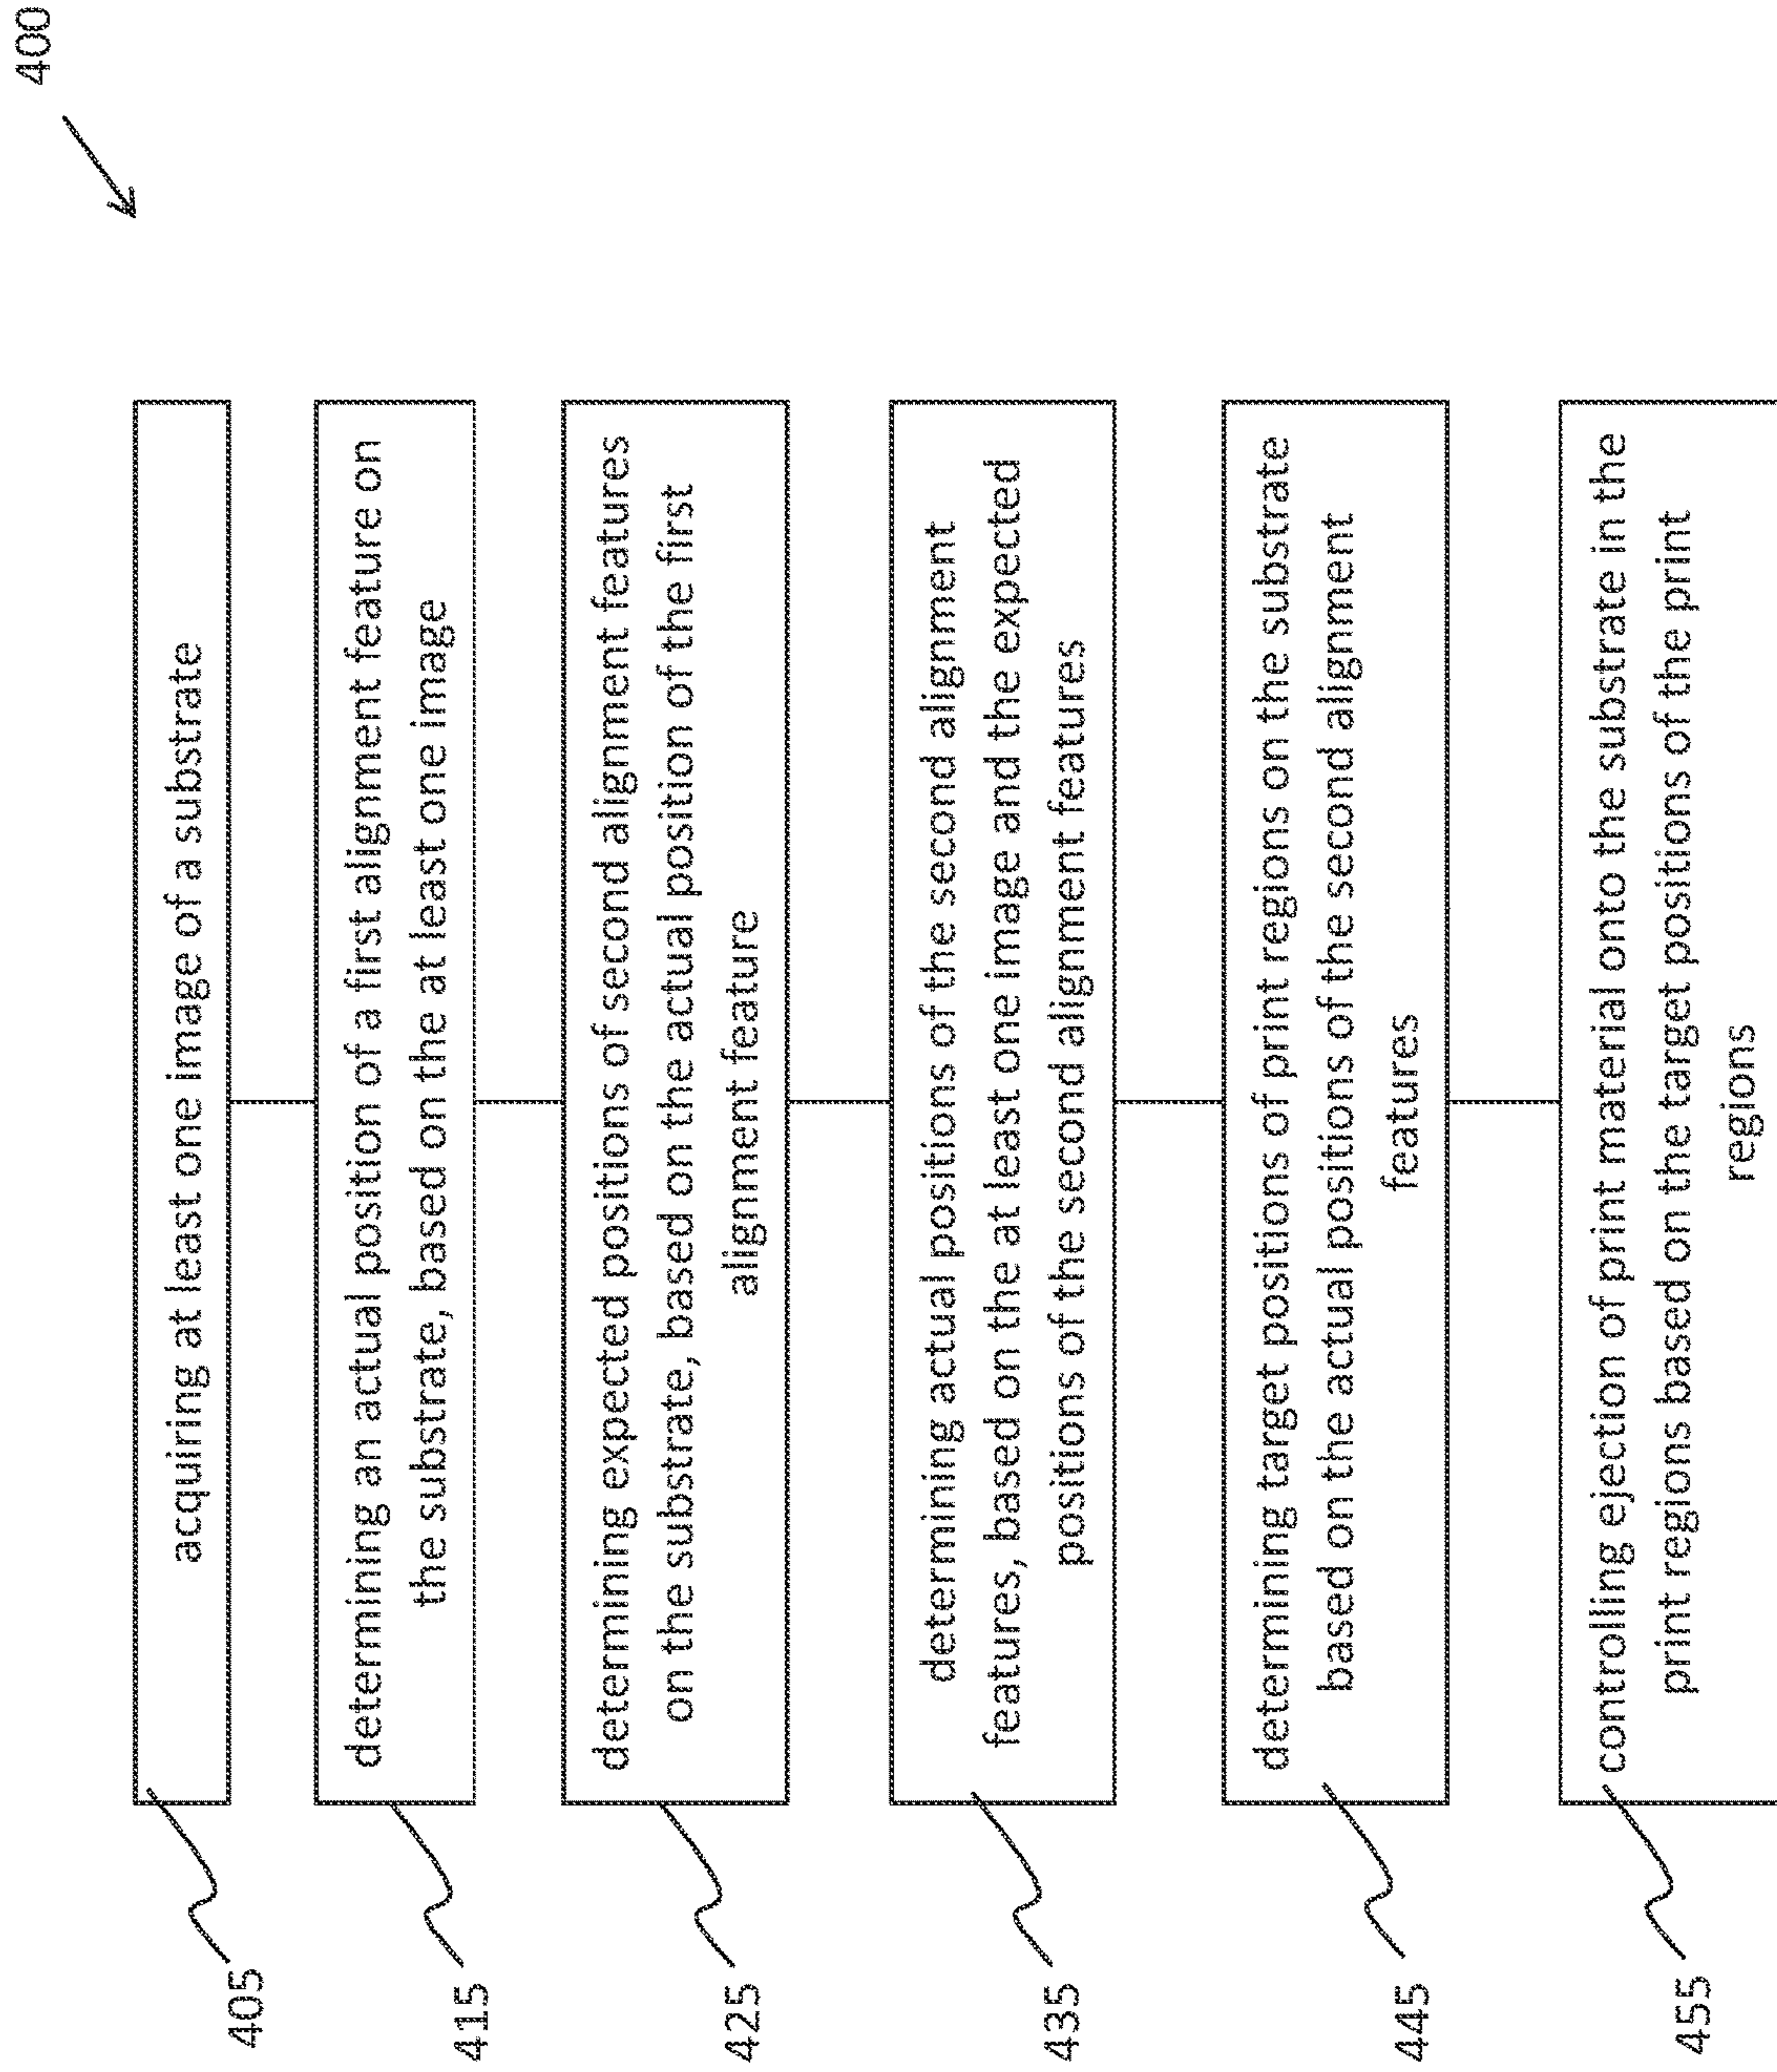 400
405
acquiring at least one image of a substrate
415
determining an actual position of a first alignment feature on
the substrate, based on the at least one image
425
determining expected positions of second alignment features
on the substrate, based on the actual position of the first
alignment feature
435
determining actual positions of the second alignment
features, based on the at least one image and the expected
positions of the second alignment features
445
determining target positions of print regions on the substrate
based on the actual positions of the second alignment
features
455
controlling ejection of print material onto the substrate in the
print regions based on the target positions of the print
regions